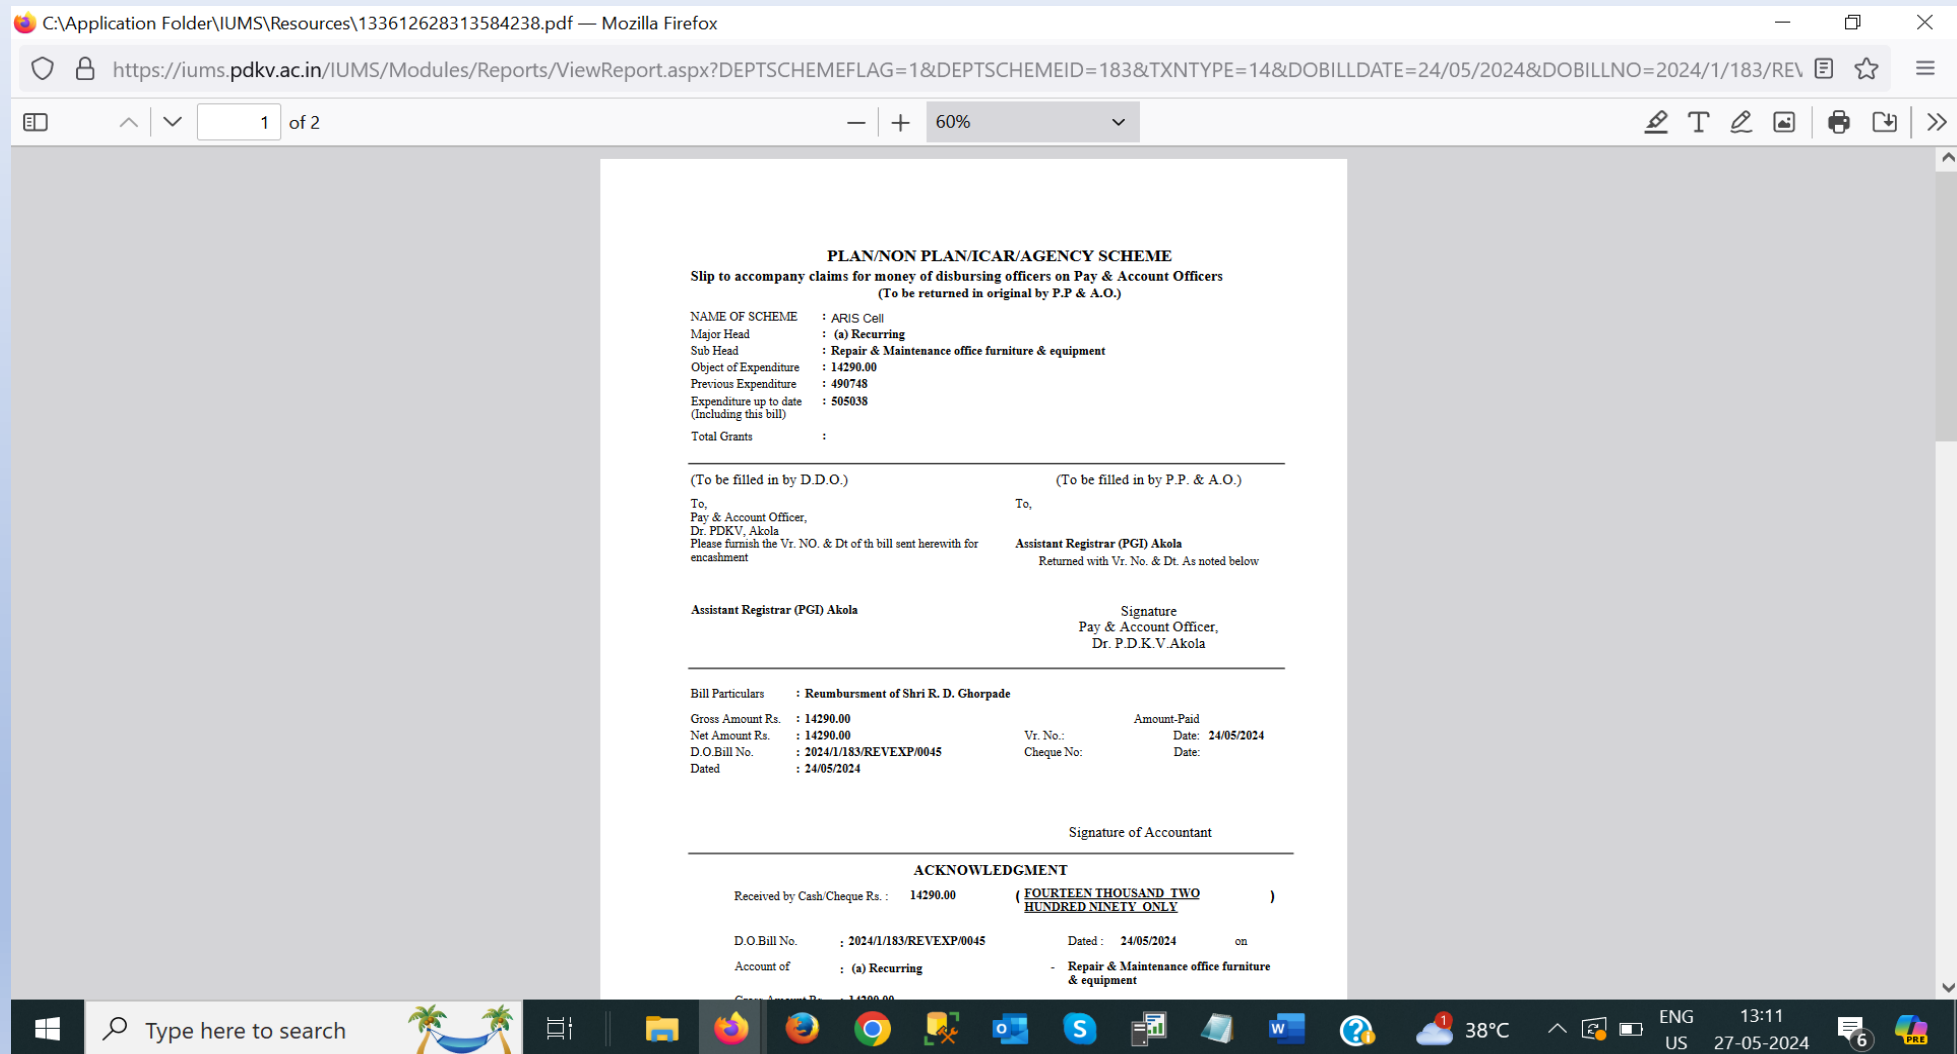 C:\Application Folder\IUMS\Resources\133612628313584238.pdf — Mozilla Firefox
https://iums.pdkv.ac.in/IUMS/Modules/Reports/ViewReport.aspx?DEPTSCHEMEFLAG=1&DEPTSCHEMEID=183&TXNTYPE=14&DOBILLDATE=24/05/2024&DOBILLNO=2024/1/183/REV
1 of 2
60%
PLAN/NON PLAN/ICAR/AGENCY SCHEME
Slip to accompany claims for money of disbursing officers on Pay & Account Officers
(To be returned in original by P.P & A.O.)
NAME OF SCHEME : ARIS Cell
Major Head : (a) Recurring
Sub Head : Repair & Maintenance office furniture & equipment
Object of Expenditure : 14290.00
Previous Expenditure : 490748
Expenditure up to date : 505038
(Including this bill)
Total Grants :
(To be filled in by D.D.O.) (To be filled in by P.P. & A.O.)
To, To,
Pay & Account Officer,
Dr. PDKV, Akola
Please furnish the Vr. NO. & Dt of th bill sent herewith for Assistant Registrar (PGI) Akola
encashment Returned with Vr. No. & Dt. As noted below
Assistant Registrar (PGI) Akola Signature
Pay & Account Officer,
Dr. P.D.K.V.Akola
Bill Particulars : Reumbursment of Shri R. D. Ghorpade
Gross Amount Rs. : 14290.00 Amount-Paid
Net Amount Rs. : 14290.00 Vr. No.: Date: 24/05/2024
D.O.Bill No. : 2024/1/183/REVEXP/0045 Cheque No: Date:
Dated : 24/05/2024
Signature of Accountant
ACKNOWLEDGMENT
Received by Cash/Cheque Rs. : 14290.00 ( FOURTEEN THOUSAND TWO )
HUNDRED NINETY ONLY
D.O.Bill No. : 2024/1/183/REVEXP/0045 Dated : 24/05/2024 on
Account of : (a) Recurring - Repair & Maintenance office furniture
& equipment
Gross Amount Rs. : 14290.00
Type here to search
1 38°C
ENG
US
13:11
27-05-2024
6
PRE